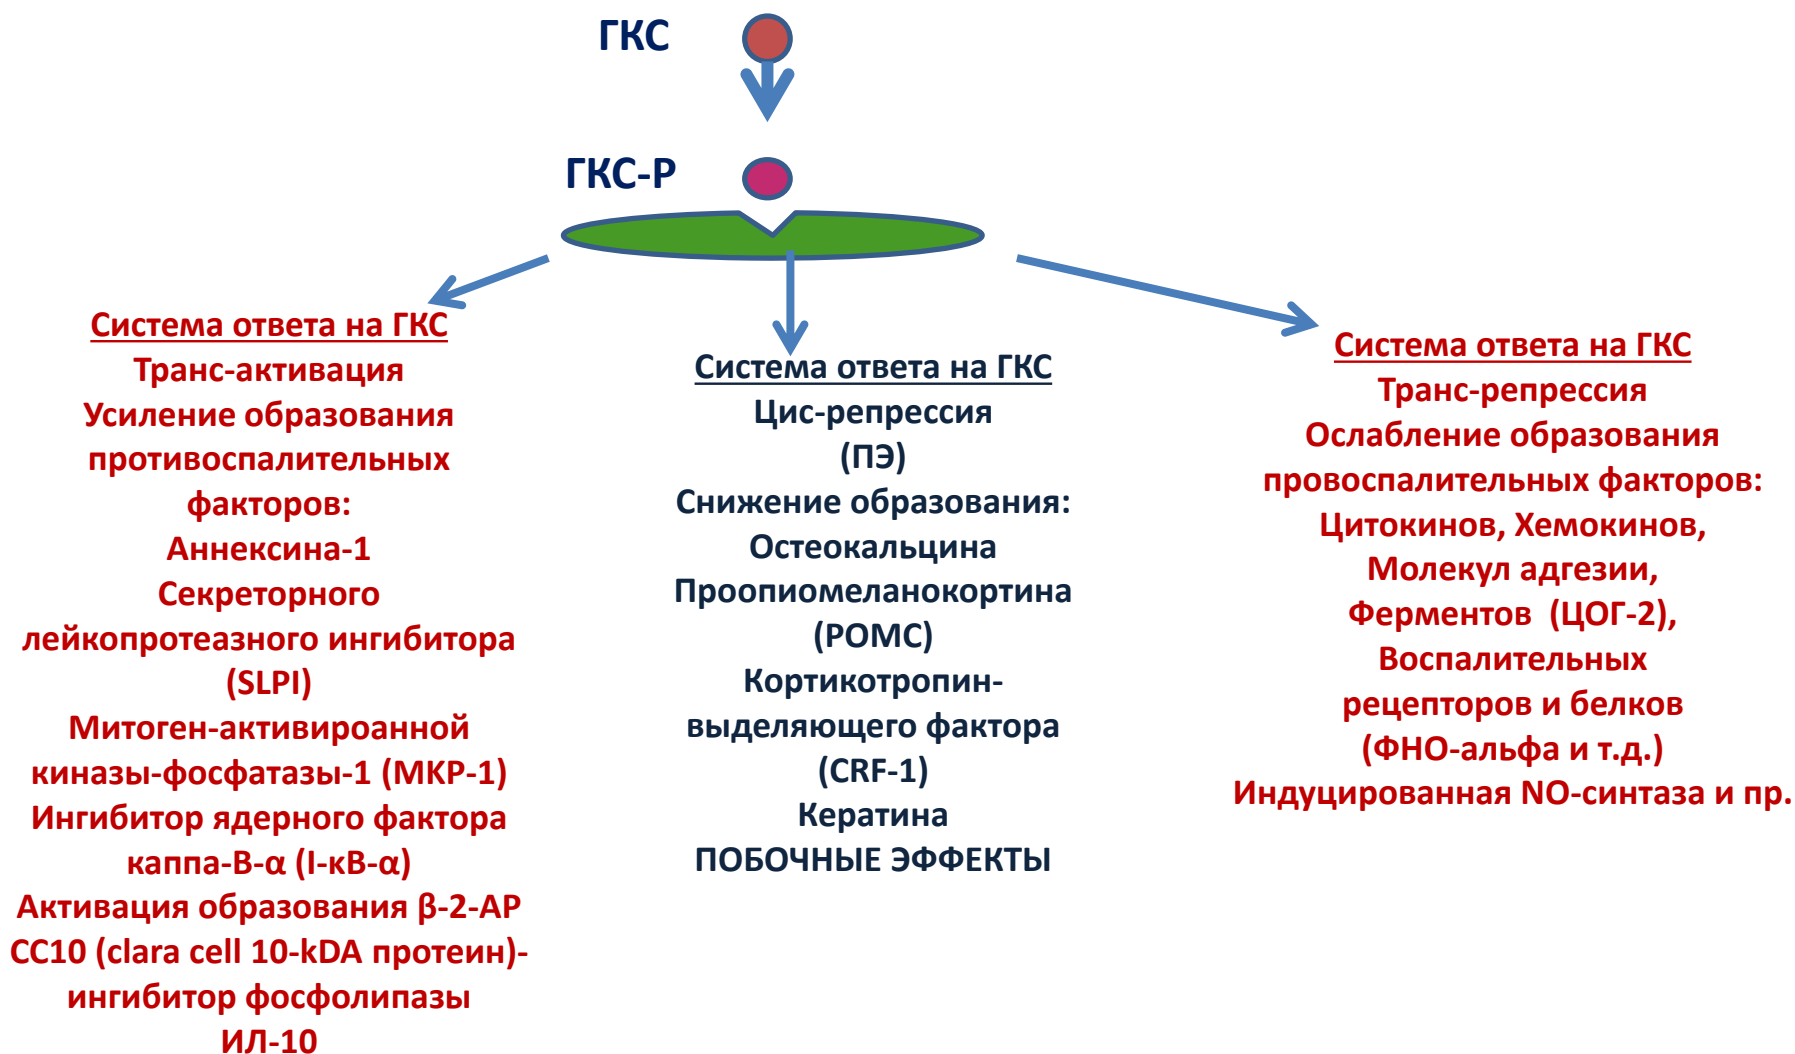 ГКС
ГКС-Р
Система ответа на ГКС
Транс-активация
Усиление образования
противоспалительных
факторов:
Аннексина-1
Секреторного
лейкопротеазного ингибитора
(SLPI)
Митоген-активироанной
киназы-фосфатазы-1 (МКР-1)
Ингибитор ядерного фактора
каппа-В-α (I-κB-α)
Активация образования β-2-АР
СС10 (clara cell 10-kDA протеин)-
ингибитор фосфолипазы
ИЛ-10
Система ответа на ГКС
Цис-репрессия
(ПЭ)
Снижение образования:
Остеокальцина
Проопиомеланокортина
(POMC)
Кортикотропин-
выделяющего фактора
(CRF-1)
Кератина
ПОБОЧНЫЕ ЭФФЕКТЫ
Система ответа на ГКС
Транс-репрессия
Ослабление образования
провоспалительных факторов:
Цитокинов, Хемокинов,
Молекул адгезии,
Ферментов (ЦОГ-2),
Воспалительных
рецепторов и белков
(ФНО-альфа и т.д.)
Индуцированная NO-синтаза и пр.